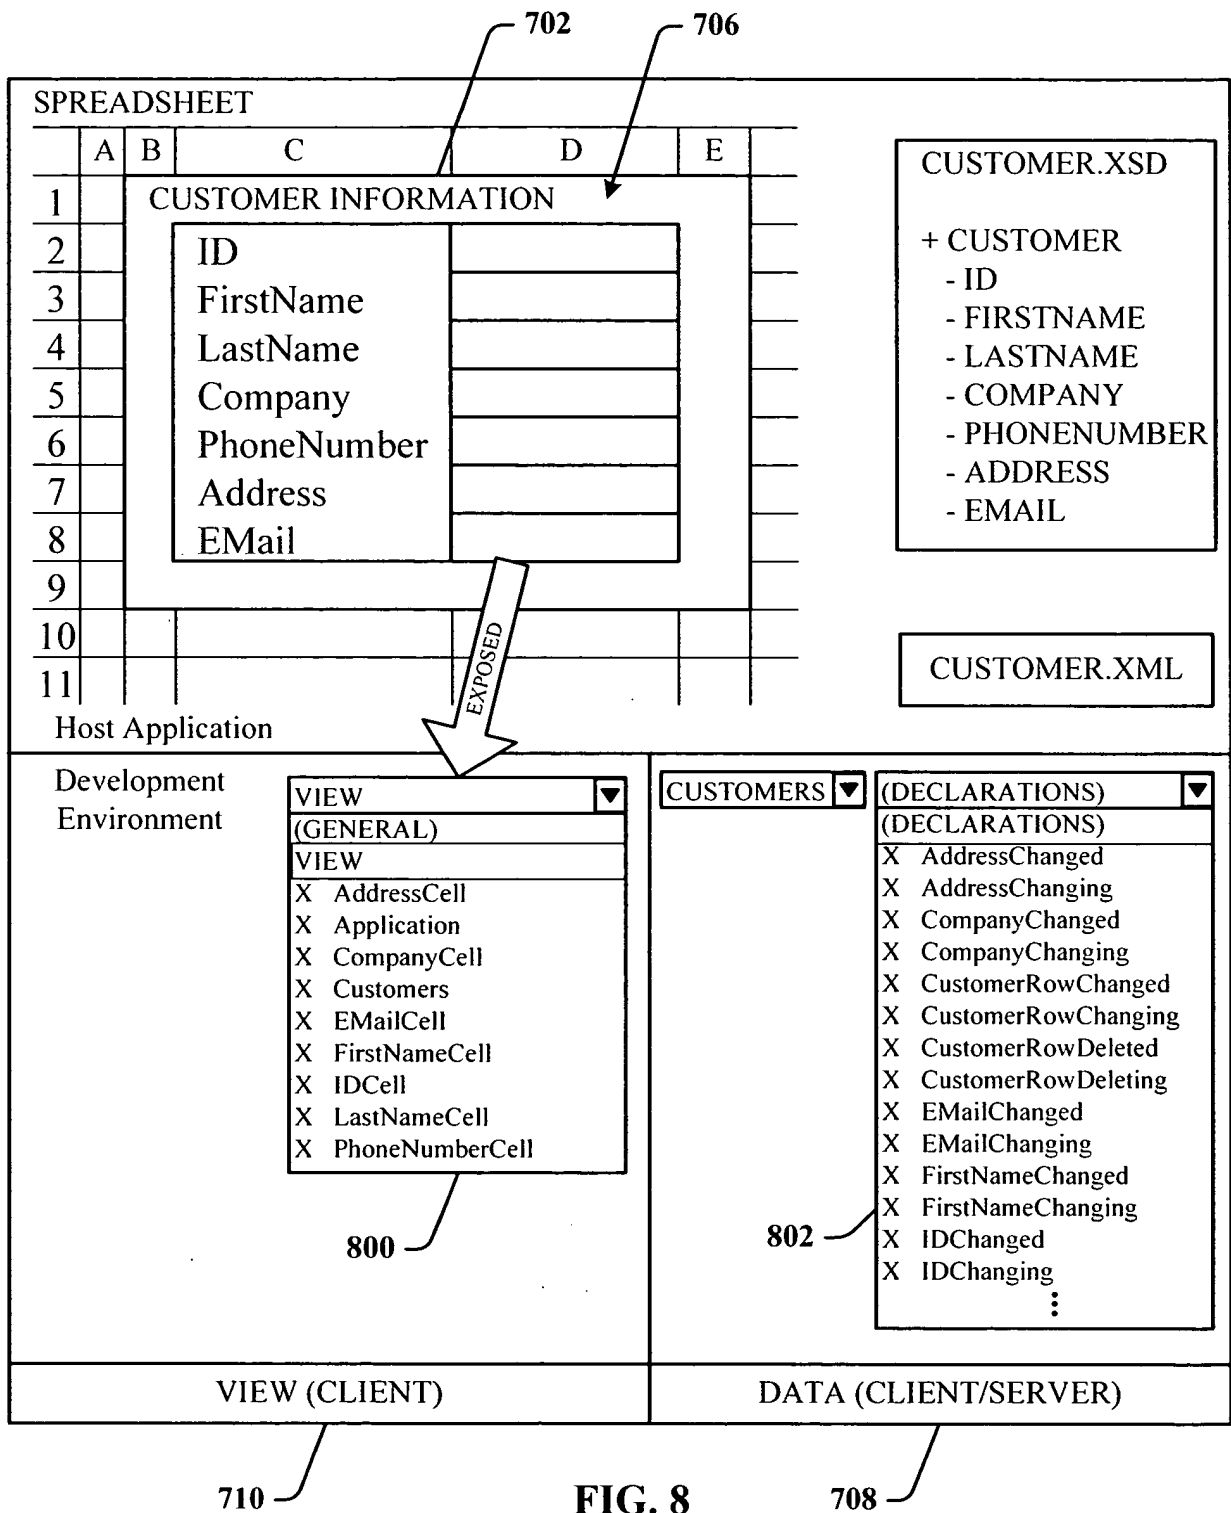 702
706
SPREADSHEET
A B C D E
1 CUSTOMER INFORMATION
2 ID
3 FirstName
4 LastName
5 Company
6 PhoneNumber
7 Address
8 EMail
9
10
11
Host Application
EXPOSED
CUSTOMER.XSD
+ CUSTOMER
- ID
- FIRSTNAME
- LASTNAME
- COMPANY
- PHONENUMBER
- ADDRESS
- EMAIL
CUSTOMER.XML
Development
Environment
VIEW
(GENERAL)
VIEW
X AddressCell
X Application
X CompanyCell
X Customers
X EMailCell
X FirstNameCell
X IDCell
X LastNameCell
X PhoneNumberCell
800
CUSTOMERS
(DECLARATIONS)
(DECLARATIONS)
X AddressChanged
X AddressChanging
X CompanyChanged
X CompanyChanging
X CustomerRowChanged
X CustomerRowChanging
X CustomerRowDeleted
X CustomerRowDeleting
X EMailChanged
X EMailChanging
X FirstNameChanged
X FirstNameChanging
X IDChanged
X IDChanging
802
VIEW (CLIENT)
DATA (CLIENT/SERVER)
710
FIG. 8
708